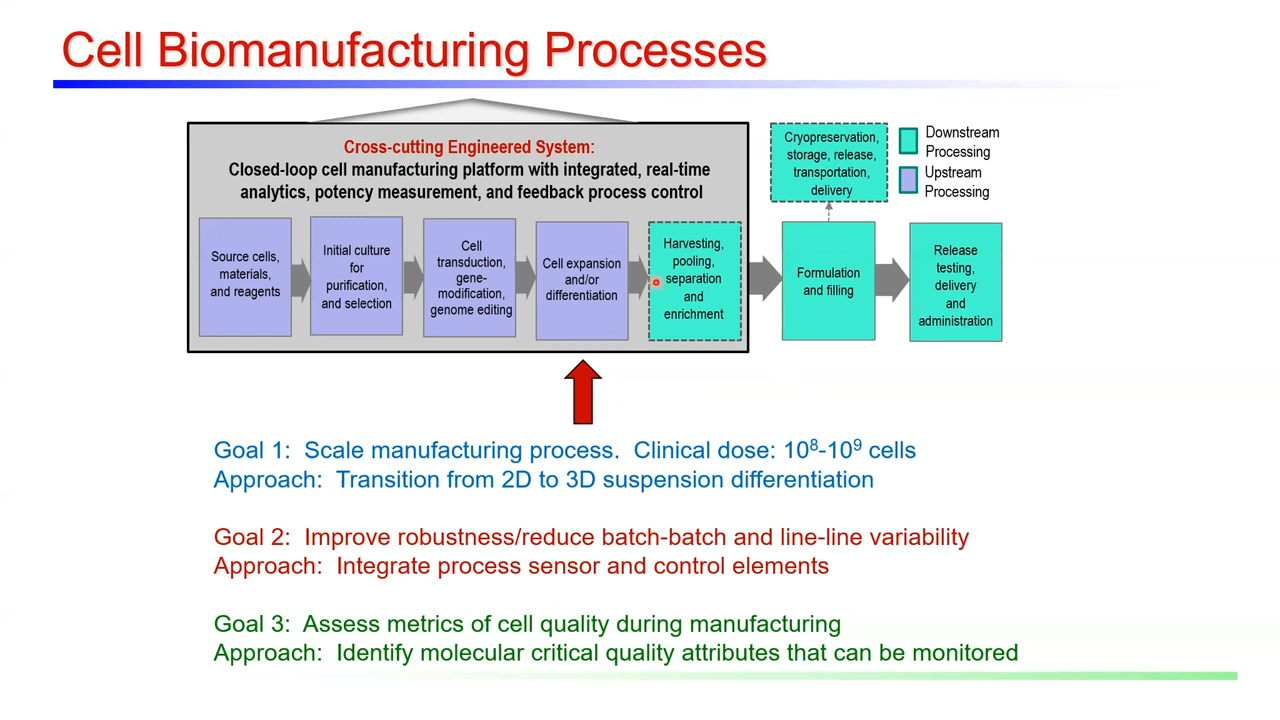 Cell Biomanufacturing Processes
Cross-cutting Engineered System:
Closed-loop cell manufacturing platform with integrated, real-time
analytics, potency measurement, and feedback process control
Source cells,
materials,
and reagents
Initial culture
for
purification,
and selection
Cell
transduction,
gene-
modification,
genome editing
Cell expansion
and/or
differentiation
Harvesting,
pooling,
separation
and
enrichment
Cryopreservation,
storage, release,
transportation,
delivery
Formulation
and filling
Release
testing,
delivery
and
administration
Downstream
Processing
Upstream
Processing
Goal 1: Scale manufacturing process. Clinical dose: 10⁸-10⁹ cells
Approach: Transition from 2D to 3D suspension differentiation
Goal 2: Improve robustness/reduce batch-batch and line-line variability
Approach: Integrate process sensor and control elements
Goal 3: Assess metrics of cell quality during manufacturing
Approach: Identify molecular critical quality attributes that can be monitored